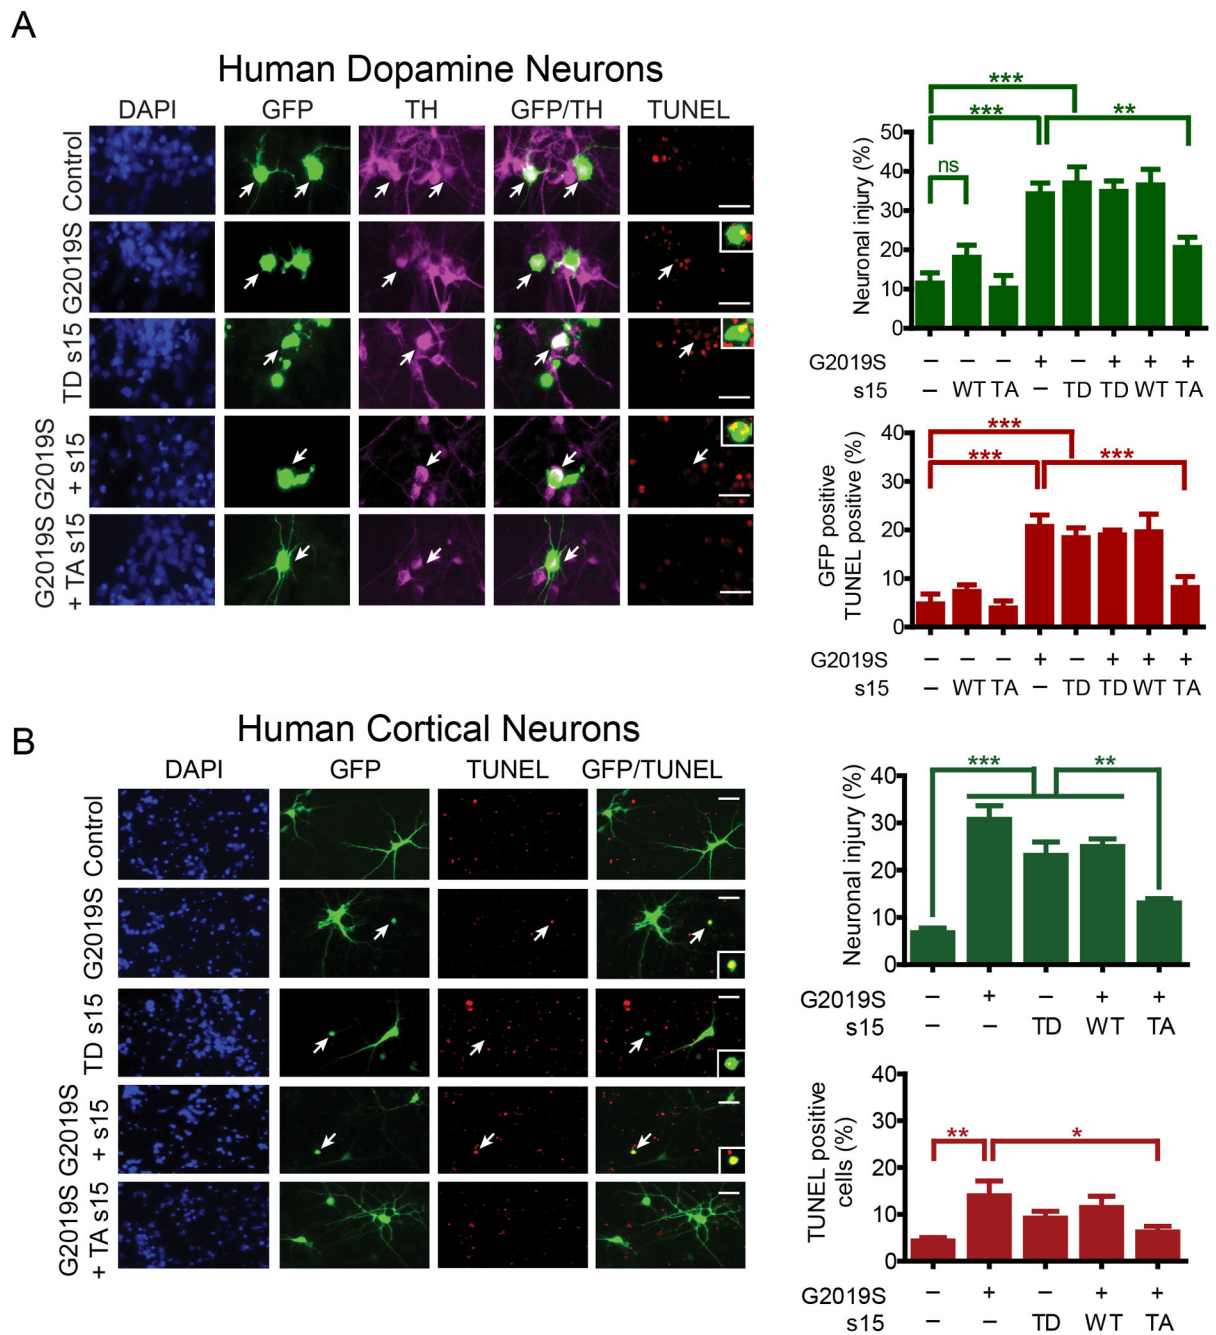 A
Human Dopamine Neurons
DAPI GFP TH GFP/TH TUNEL
Control
G2019S
TD s15
G2019S + s15
G2019S + TA s15
*** 
*** **
ns
Neuronal injury (%)
50
40
30
20
10
0
G2019S – – – + – + + +
s15 – WT TA – TD TD WT TA
***
*** ***
GFP positive
TUNEL positive (%)
40
30
20
10
0
G2019S – – – + – + + +
s15 – WT TA – TD TD WT TA
B
Human Cortical Neurons
DAPI GFP TUNEL GFP/TUNEL
Control
G2019S
TD s15
G2019S + s15
G2019S + TA s15
*** **
Neuronal injury (%)
40
30
20
10
0
G2019S – + – + +
s15 – – TD WT TA
** *
TUNEL positive
cells (%)
40
30
20
10
0
G2019S – + – + +
s15 – – TD WT TA